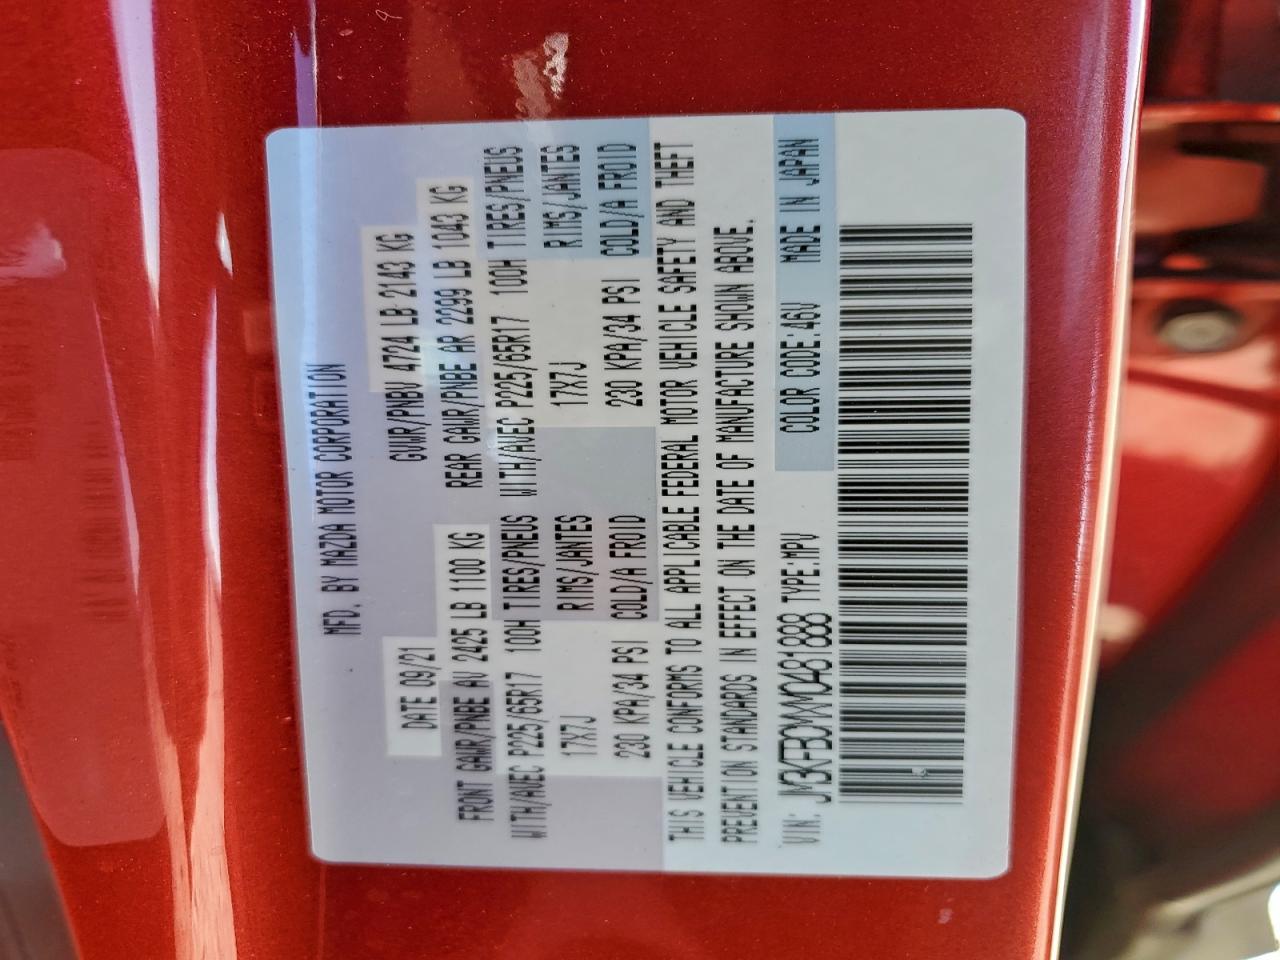 MFD. BY MAZDA MOTOR CORPORATION
DATE 09/21 GVWR/PNBV 4724 LB 2143 KG
FRONT GAWR/PNBE AV 2425 LB 1100 KG REAR GAWR/PNBE AR 2299 LB 1043 KG
WITH/AVEC P225/65R17 100H TIRES/PNEUS WITH/AVEC P225/65R17 100H TIRES/PNEUS
17X7J RIMS/JANTES 17X7J RIMS/JANTES
230 KPA/34 PSI COLD/A FROID 230 KPA/34 PSI COLD/A FROID
THIS VEHICLE CONFORMS TO ALL APPLICABLE FEDERAL MOTOR VEHICLE SAFETY AND THEFT
PREVENTION STANDARDS IN EFFECT ON THE DATE OF MANUFACTURE SHOWN ABOVE.
VIN: JM3KFBCMXM0481888 TYPE:MPV COLOR CODE:46V MADE IN JAPAN